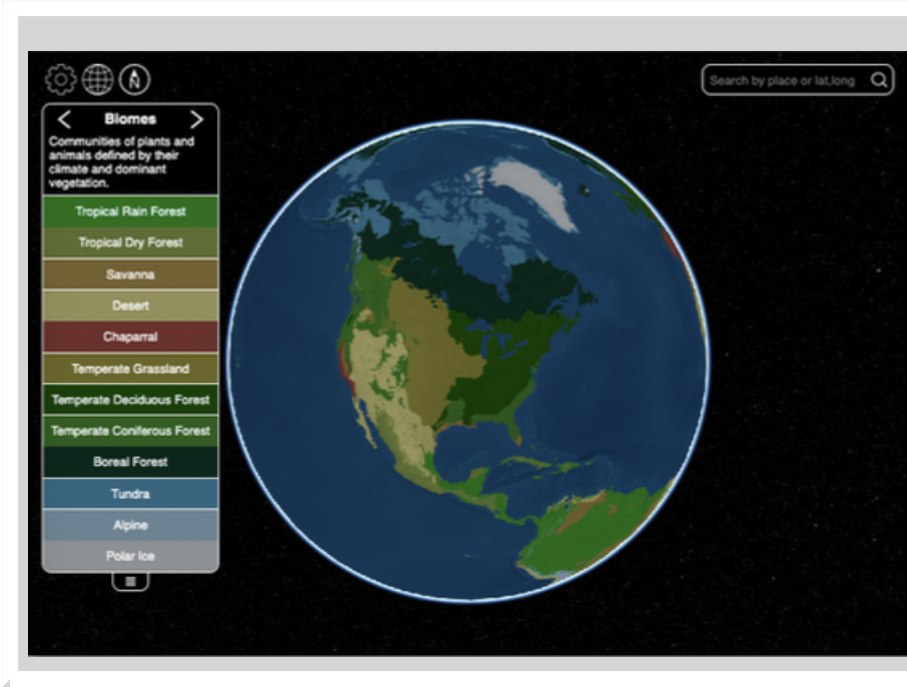 N
Search by place or lat,long
Biomes
Communities of plants and
animals defined by their
climate and dominant
vegetation.
Tropical Rain Forest
Tropical Dry Forest
Savanna
Desert
Chaparral
Temperate Grassland
Temperate Deciduous Forest
Temperate Coniferous Forest
Boreal Forest
Tundra
Alpine
Polar Ice